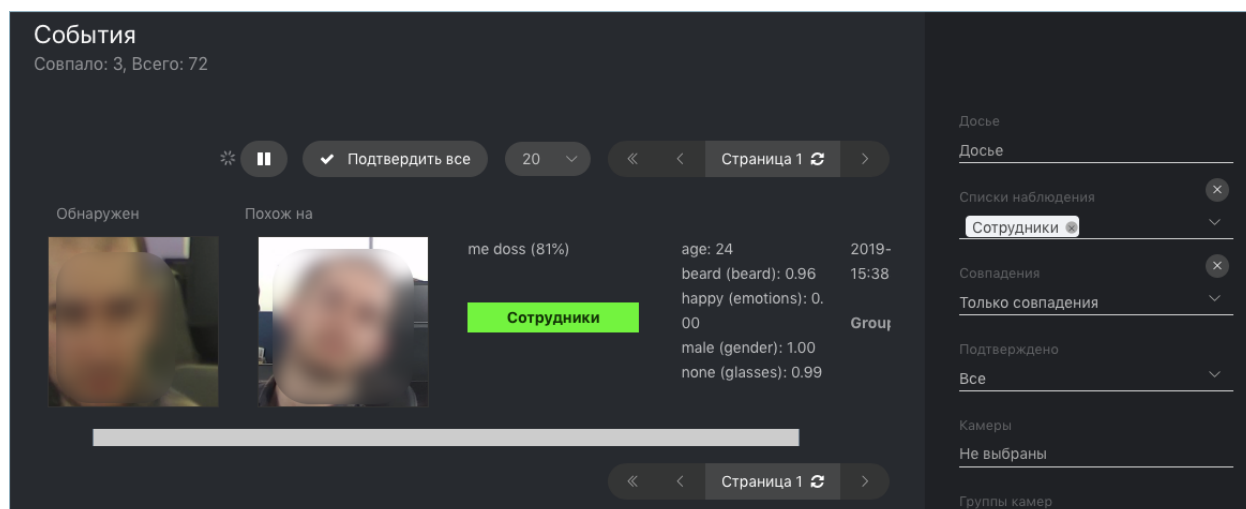 События
Совпало: 3, Всего: 72
Подтвердить все
20
Страница 1
Обнаружен
Похож на
me doss (81%)
Сотрудники
age: 24
beard (beard): 0.96
happy (emotions): 0.
00
male (gender): 1.00
none (glasses): 0.99
2019-
15:38
Group
Страница 1
Досье
Досье
Списки наблюдения
Сотрудники
Совпадения
Только совпадения
Подтверждено
Все
Камеры
Не выбраны
Группы камер